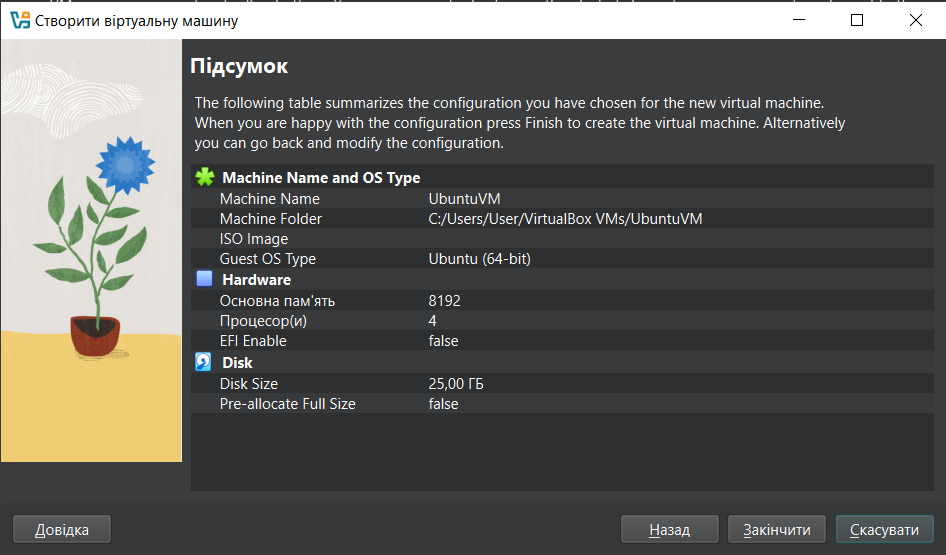 Створити віртуальну машину
Підсумок
The following table summarizes the configuration you have chosen for the new virtual machine.
When you are happy with the configuration press Finish to create the virtual machine. Alternatively
you can go back and modify the configuration.
Machine Name and OS Type
Machine Name UbuntuVM
Machine Folder C:/Users/User/VirtualBox VMs/UbuntuVM
ISO Image
Guest OS Type Ubuntu (64-bit)
Hardware
Основна пам'ять 8192
Процесор(и) 4
EFI Enable false
Disk
Disk Size 25,00 ГБ
Pre-allocate Full Size false
Довідка Назад Закінчити Скасувати